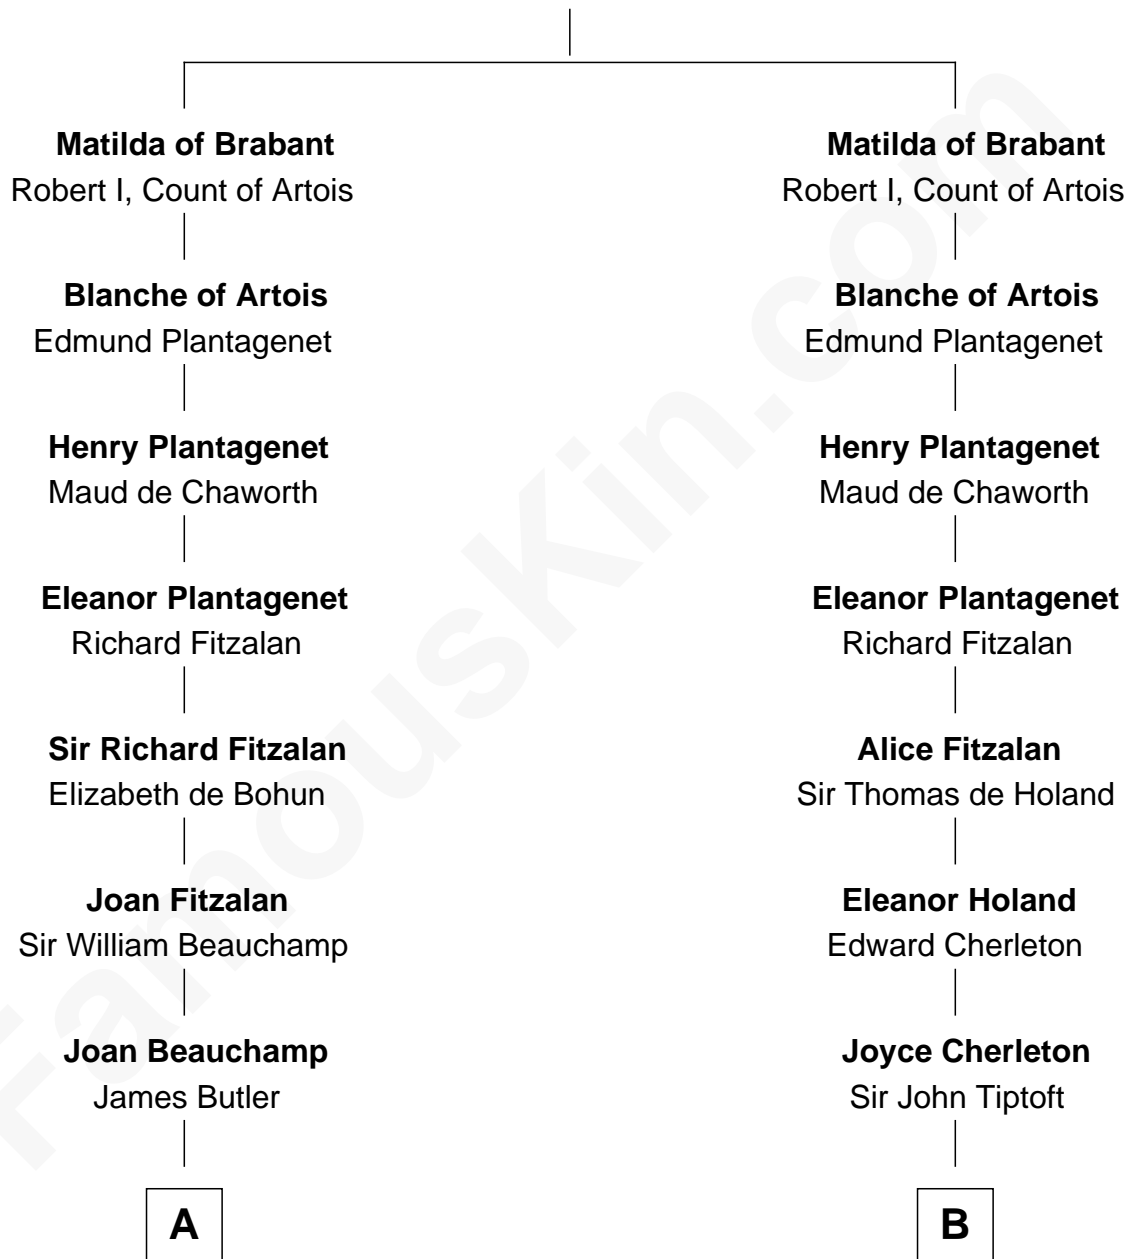 Matilda of Brabant
Robert I, Count of Artois
Blanche of Artois
Edmund Plantagenet
Henry Plantagenet
Maud de Chaworth
Eleanor Plantagenet
Richard Fitzalan
Sir Richard Fitzalan
Elizabeth de Bohun
Joan Fitzalan
Sir William Beauchamp
Joan Beauchamp
James Butler
A
Matilda of Brabant
Robert I, Count of Artois
Blanche of Artois
Edmund Plantagenet
Henry Plantagenet
Maud de Chaworth
Eleanor Plantagenet
Richard Fitzalan
Alice Fitzalan
Sir Thomas de Holand
Eleanor Holand
Edward Cherleton
Joyce Cherleton
Sir John Tiptoft
B
FamousKin.com